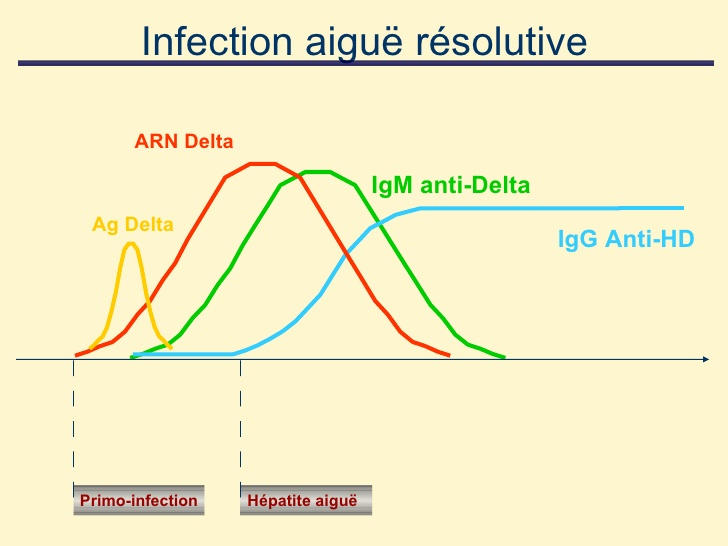 Infection aiguë résolutive
ARN Delta
IgM anti-Delta
Ag Delta
IgG Anti-HD
Primo-infection
Hépatite aiguë